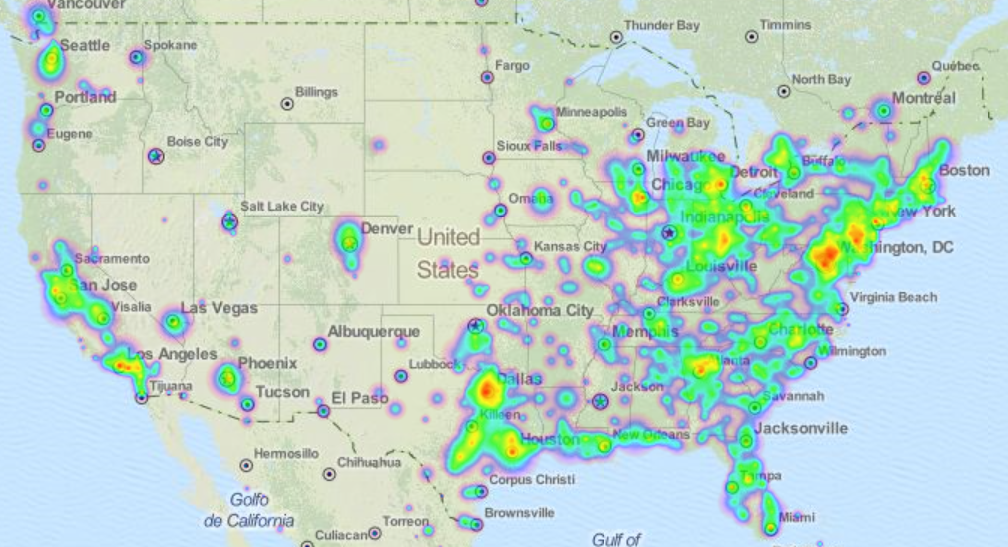 Vancouver
Thunder Bay
Timmins
Seattle
Spokane
Fargo
Québec
North Bay
Portland
Billings
Minneapolis
Montréal
Eugene
Boise City
Green Bay
Sioux Falls
Milwaukee
Buffalo
Detroit
Boston
Chicago
Cleveland
Omaha
Salt Lake City
Indianapolis
New York
Denver
United
States
Kansas City
Washington, DC
Sacramento
Louisville
San Jose
Visalia
Las Vegas
Clarksville
Virginia Beach
Oklahoma City
Albuquerque
Memphis
Charlotte
Los Angeles
Phoenix
Lubbock
Atlanta
Wilmington
Tijuana
Tucson
El Paso
Dallas
Jackson
Savannah
Killeen
Houston
New Orleans
Jacksonville
Hermosillo
Chihuahua
Corpus Christi
Tampa
Golfo
de California
Torreon
Brownsville
Miami
Culiacan
Gulf of